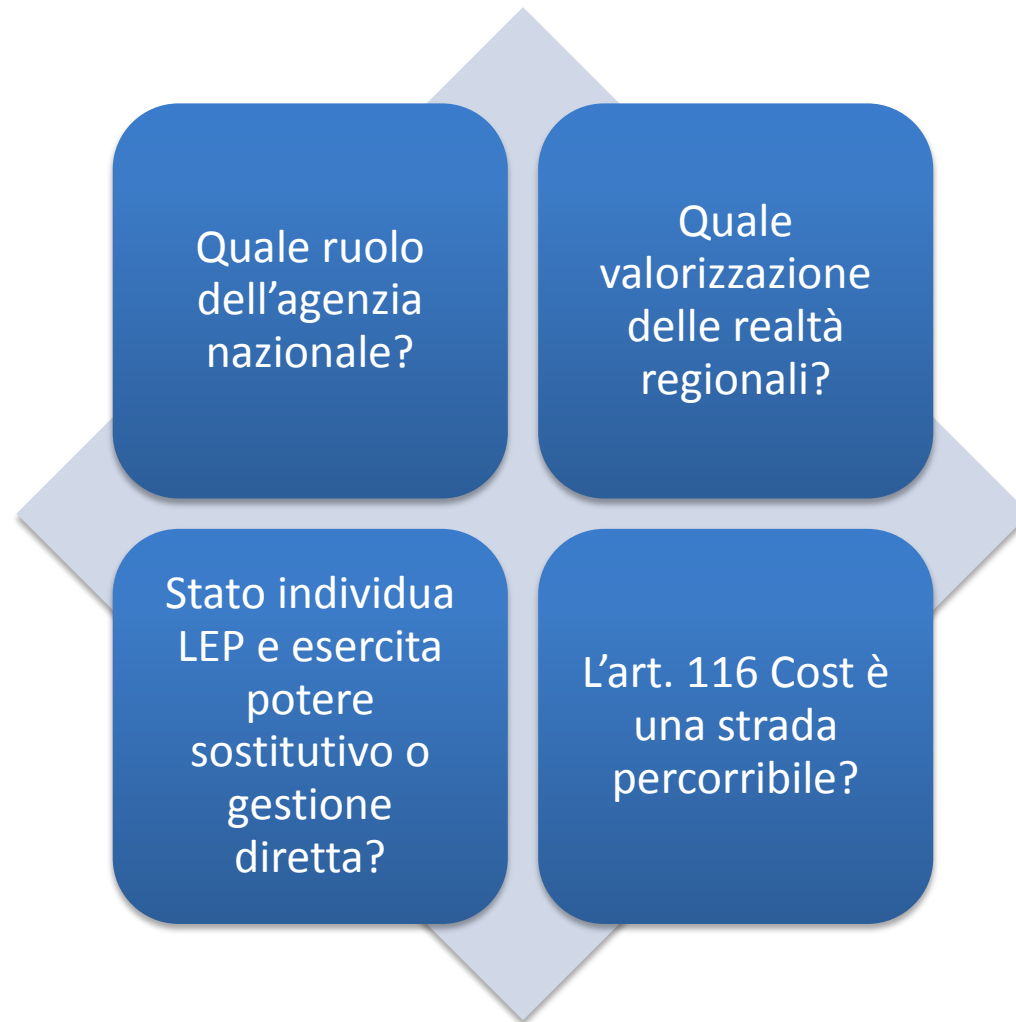 Quale ruolo
dell’agenzia
nazionale?
Quale
valorizzazione
delle realtà
regionali?
Stato individua
LEP e esercita
potere
sostitutivo o
gestione
diretta?
L’art. 116 Cost è
una strada
percorribile?